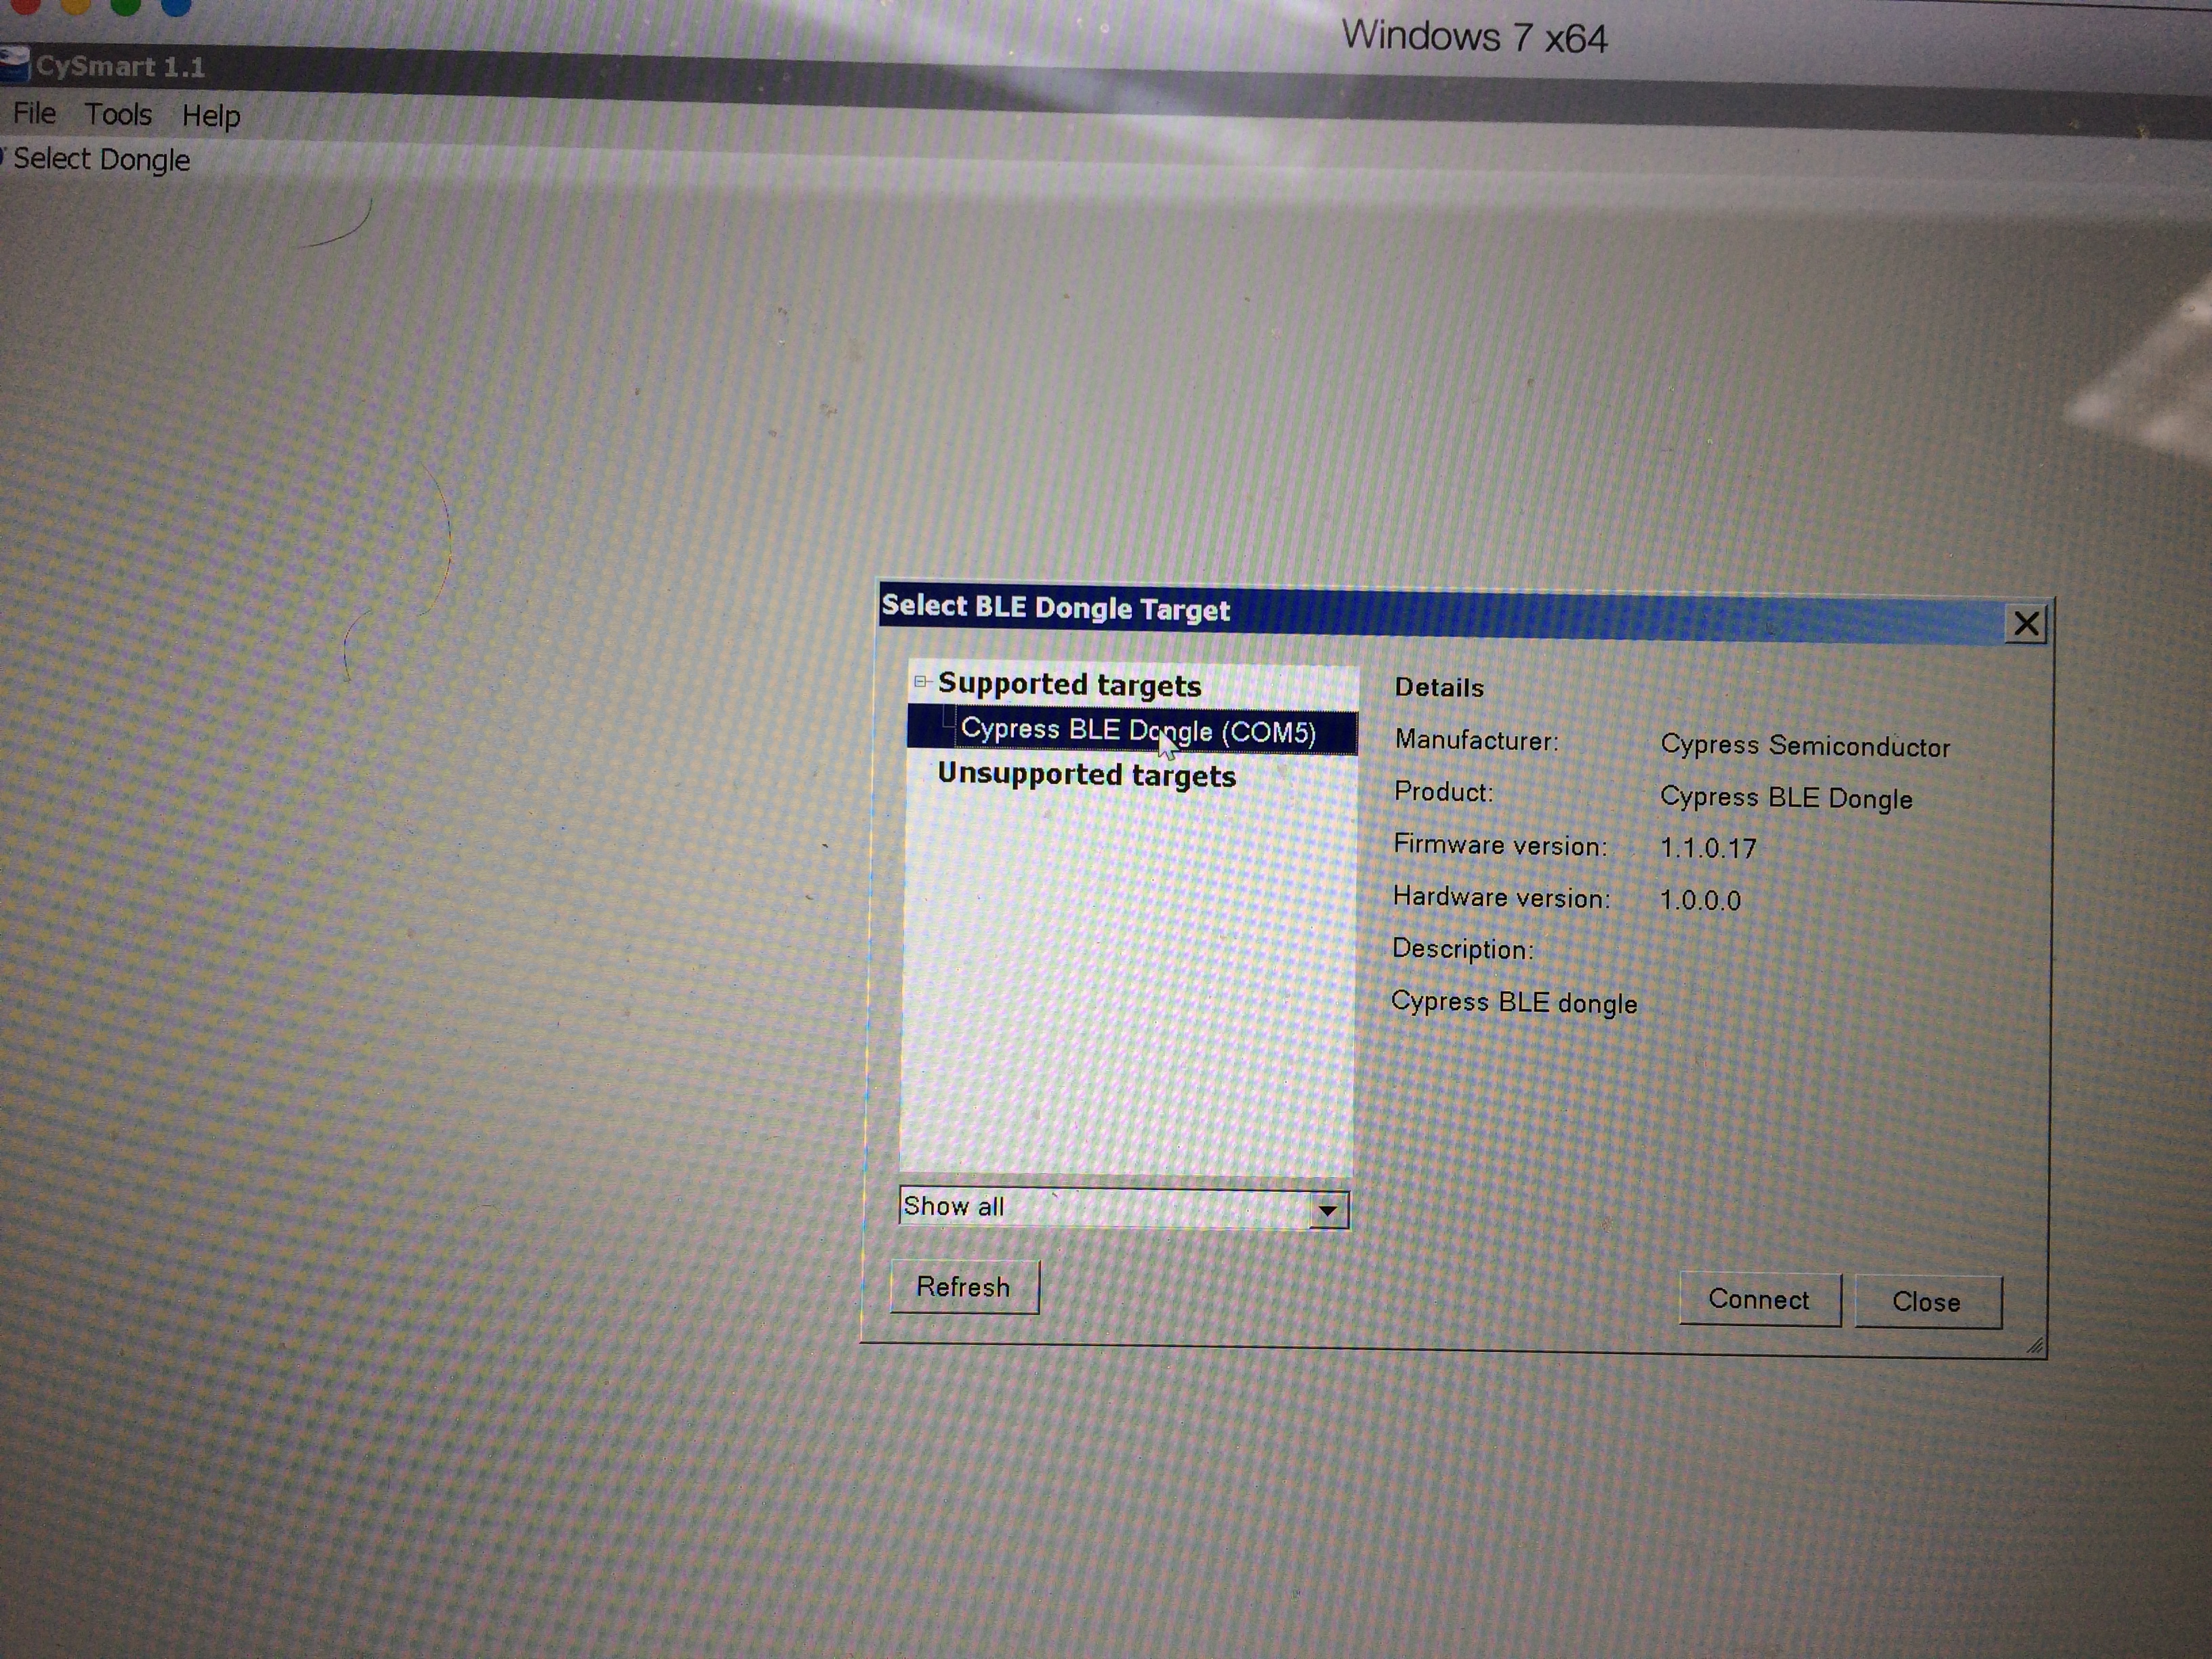 Windows 7 x64
CySmart 1.1
File Tools Help
Select Dongle
Select BLE Dongle Target
Supported targets
Cypress BLE Dongle (COM5)
Unsupported targets
Details
Manufacturer: Cypress Semiconductor
Product: Cypress BLE Dongle
Firmware version: 1.1.0.17
Hardware version: 1.0.0.0
Description:
Cypress BLE dongle
Show all
Refresh
Connect Close